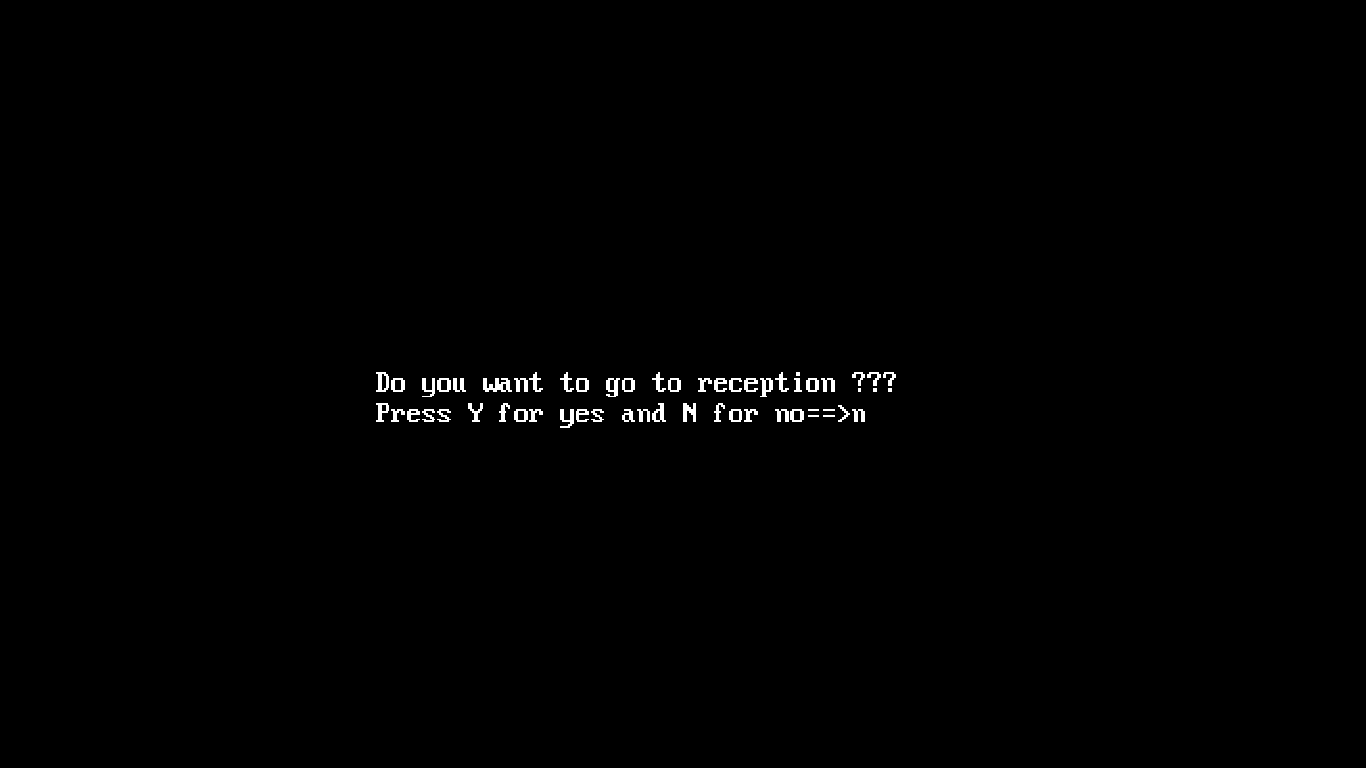 Do you want to go to reception ???
Press Y for yes and N for no==>n